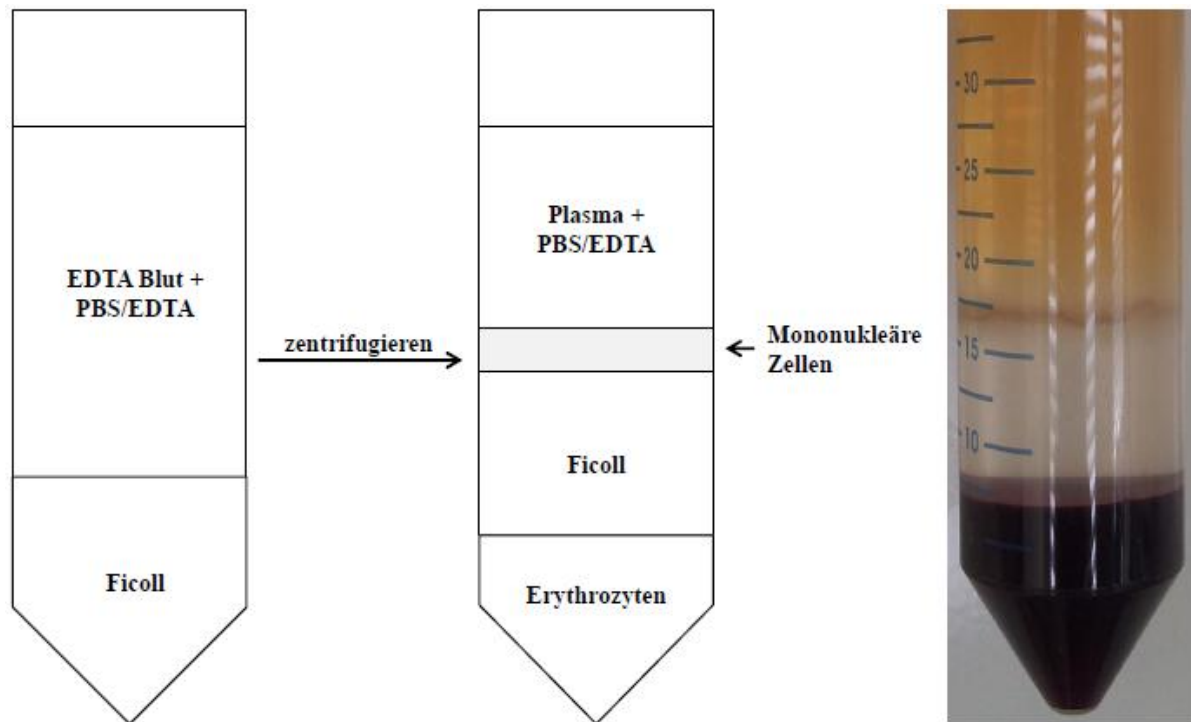 EDTA Blut +
PBS/EDTA
Ficoll
zentrifugieren
Plasma +
PBS/EDTA
Ficoll
Erythrozyten
Mononukleäre
Zellen
30
25
20
15
10